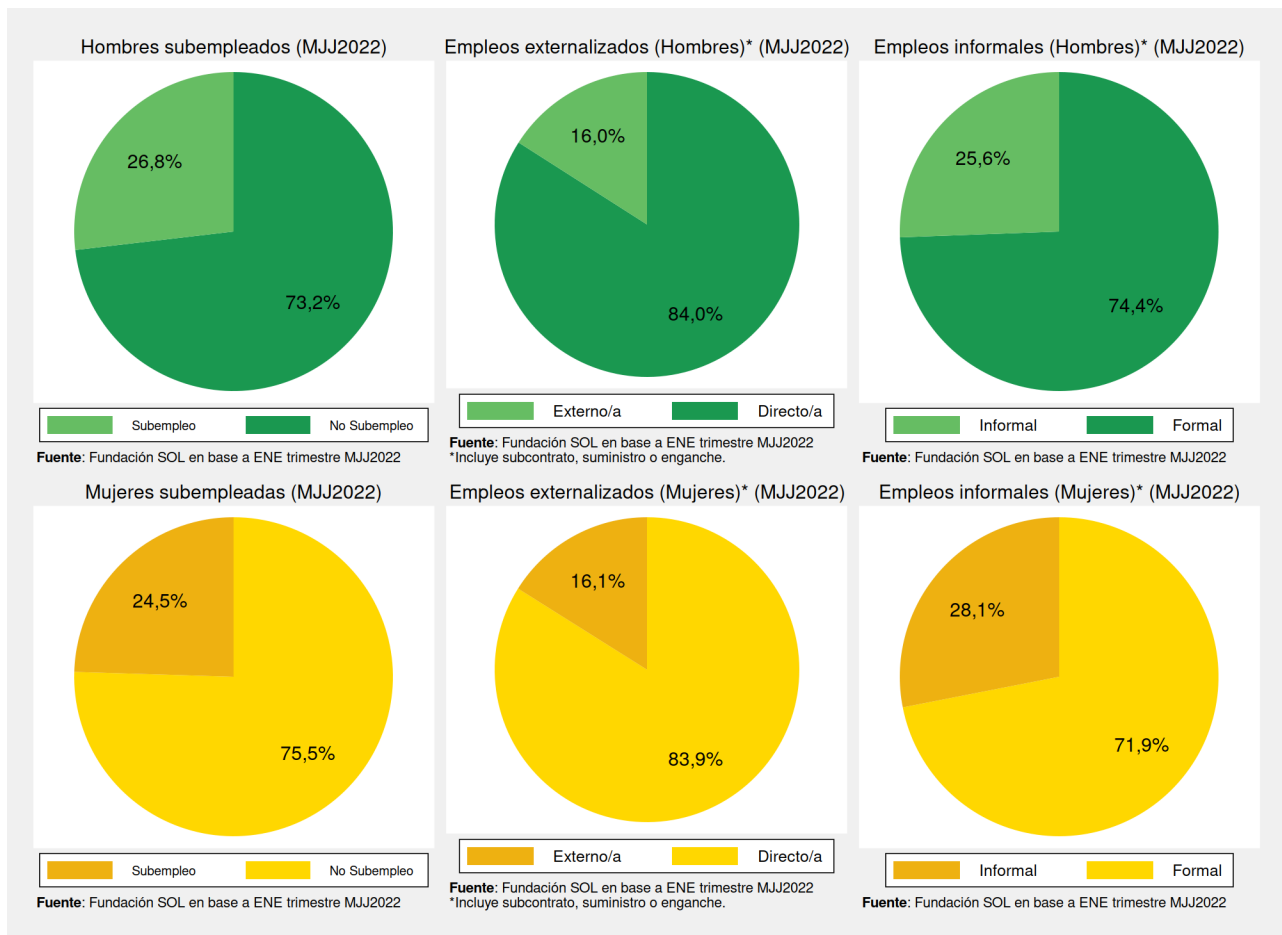 Hombres subempleados (MJJ2022)
26,8%
73,2%
Subempleo No Subempleo
Fuente: Fundación SOL en base a ENE trimestre MJJ2022
Empleos externalizados (Hombres)* (MJJ2022)
16,0%
84,0%
Externo/a Directo/a
Fuente: Fundación SOL en base a ENE trimestre MJJ2022
*Incluye subcontrato, suministro o enganche.
Empleos informales (Hombres)* (MJJ2022)
25,6%
74,4%
Informal Formal
Fuente: Fundación SOL en base a ENE trimestre MJJ2022
Mujeres subempleadas (MJJ2022)
24,5%
75,5%
Subempleo No Subempleo
Fuente: Fundación SOL en base a ENE trimestre MJJ2022
Empleos externalizados (Mujeres)* (MJJ2022)
16,1%
83,9%
Externo/a Directo/a
Fuente: Fundación SOL en base a ENE trimestre MJJ2022
*Incluye subcontrato, suministro o enganche.
Empleos informales (Mujeres)* (MJJ2022)
28,1%
71,9%
Informal Formal
Fuente: Fundación SOL en base a ENE trimestre MJJ2022